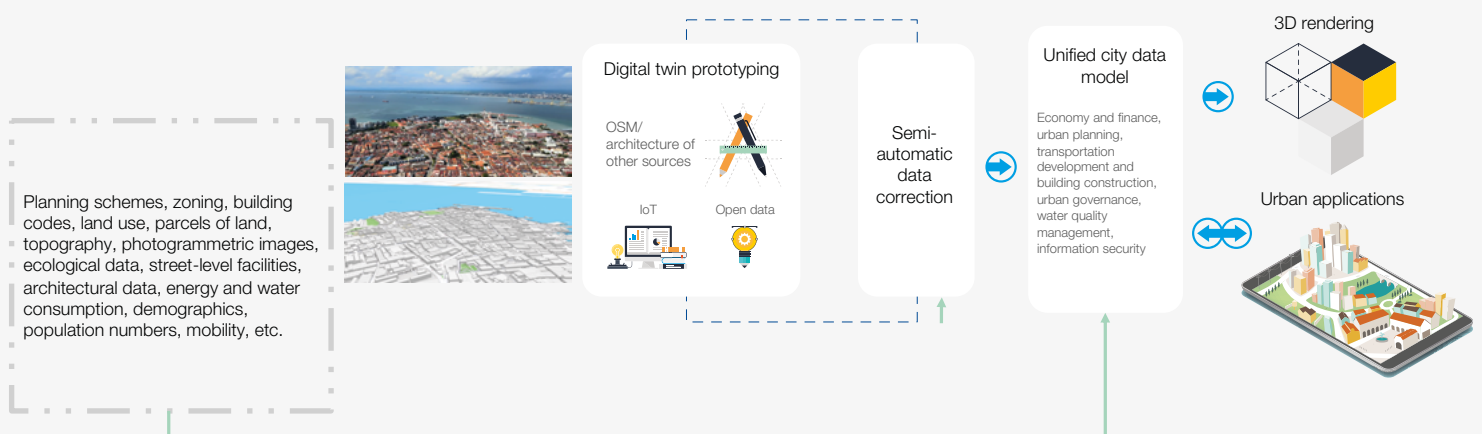 Planning schemes, zoning, building
codes, land use, parcels of land,
topography, photogrammetric images,
ecological data, street-level facilities,
architectural data, energy and water
consumption, demographics,
population numbers, mobility, etc.
Digital twin prototyping
OSM/
architecture of
other sources
IoT
Open data
Semi-
automatic
data
correction
Unified city data
model
Economy and finance,
urban planning,
transportation
development and
building construction,
urban governance,
water quality
management,
information security
3D rendering
Urban applications